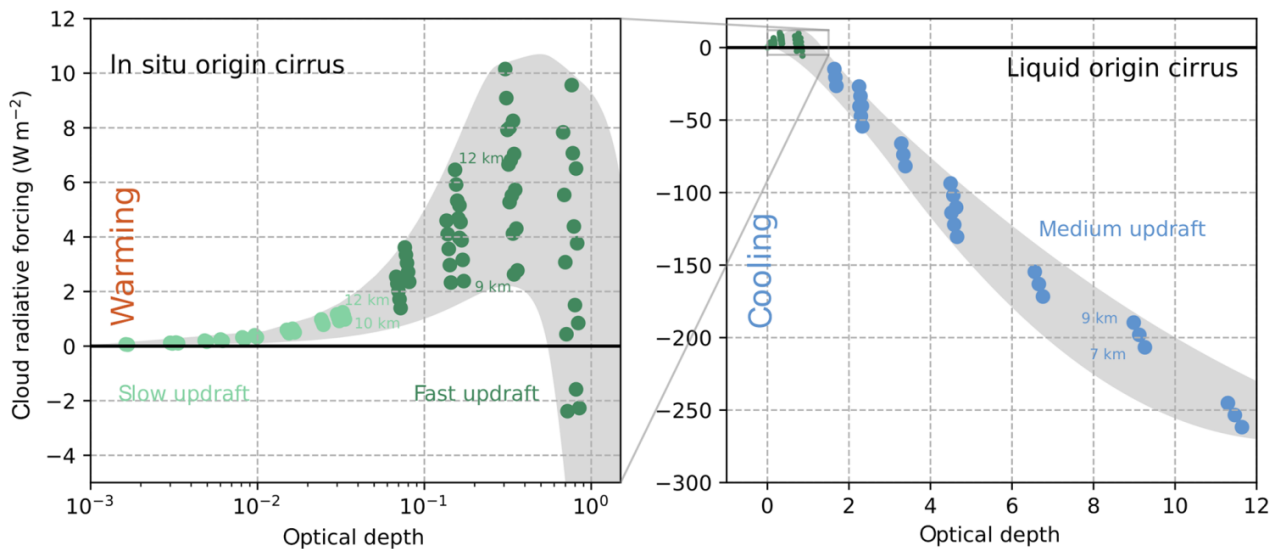 12
10
8
6
4
2
0
−2
−4
Cloud radiative forcing (W m⁻²)
In situ origin cirrus
Warming
12 km
9 km
12 km
10 km
Slow updraft
Fast updraft
10⁻³
10⁻²
10⁻¹
10⁰
Optical depth
0
−50
−100
−150
−200
−250
−300
Liquid origin cirrus
Cooling
Medium updraft
9 km
7 km
0
2
4
6
8
10
12
Optical depth